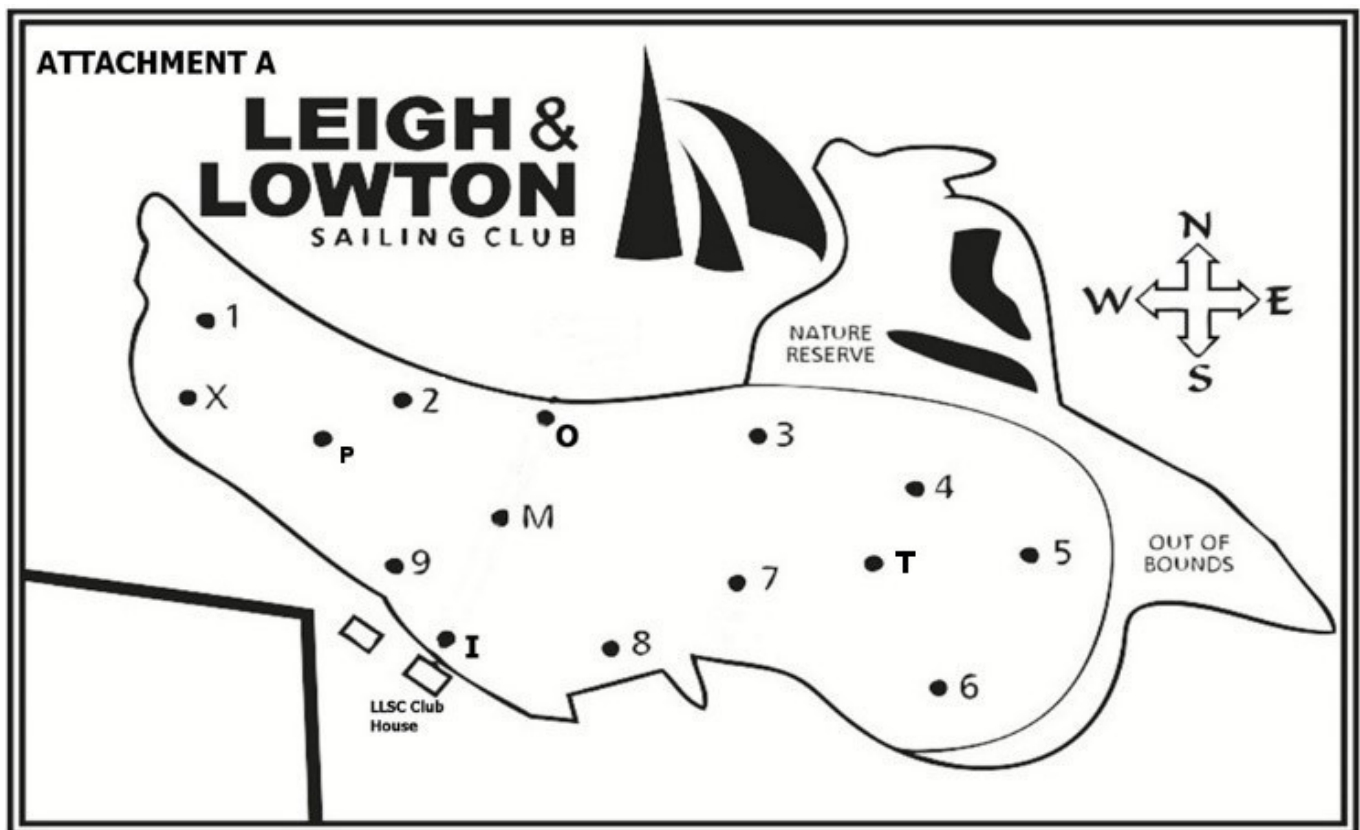 ATTACHMENT A
LEIGH &
LOWTON
SAILING CLUB
N
W
E
S
NATURE
RESERVE
1
X
P
2
O
3
4
M
9
7
T
5
OUT OF
BOUNDS
I
8
6
LLSC Club
House